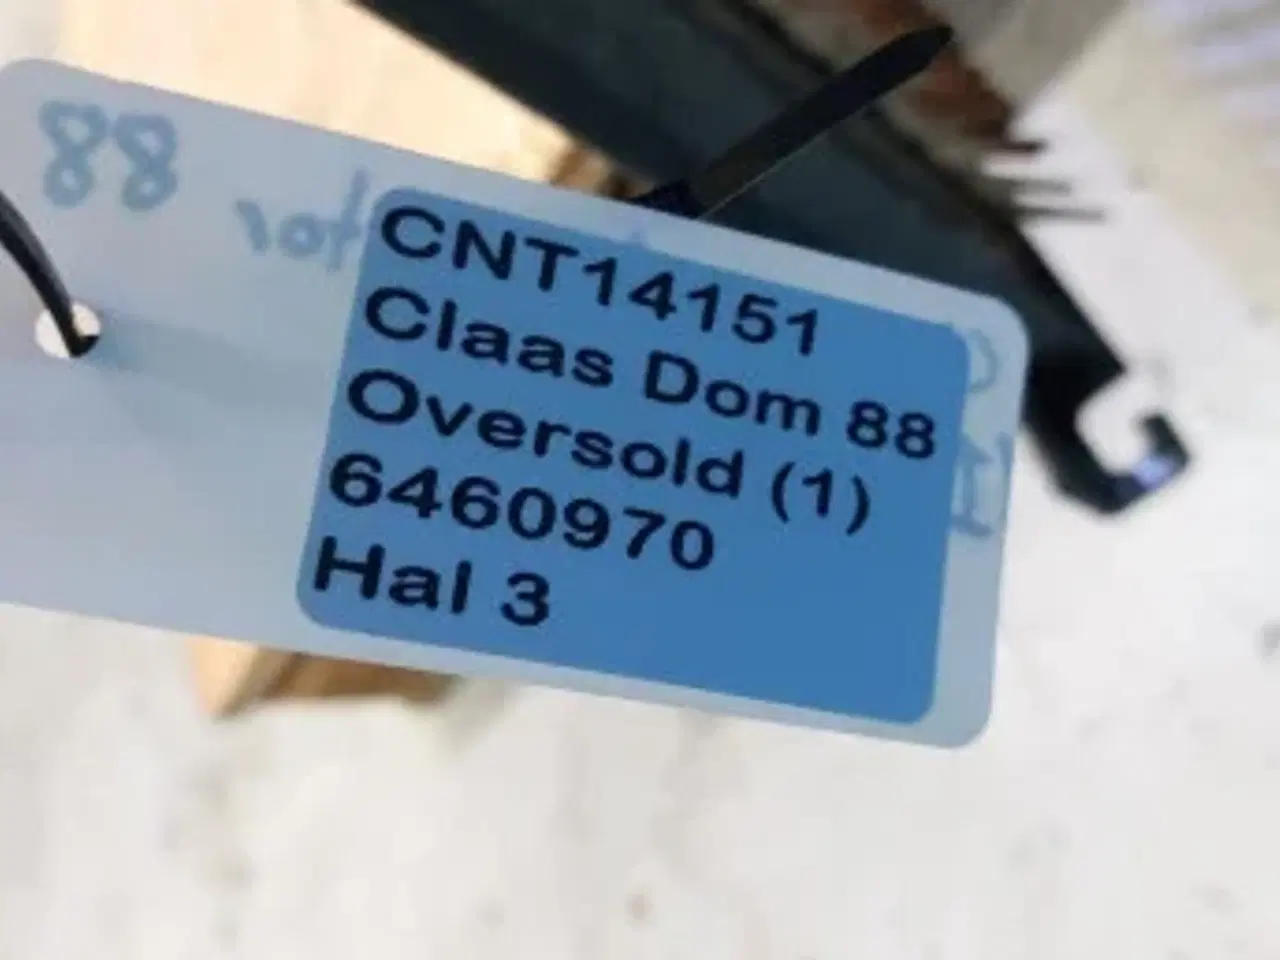 CNT14151
Claas Dom 88
Oversold (1)
6460970
Hal 3
88